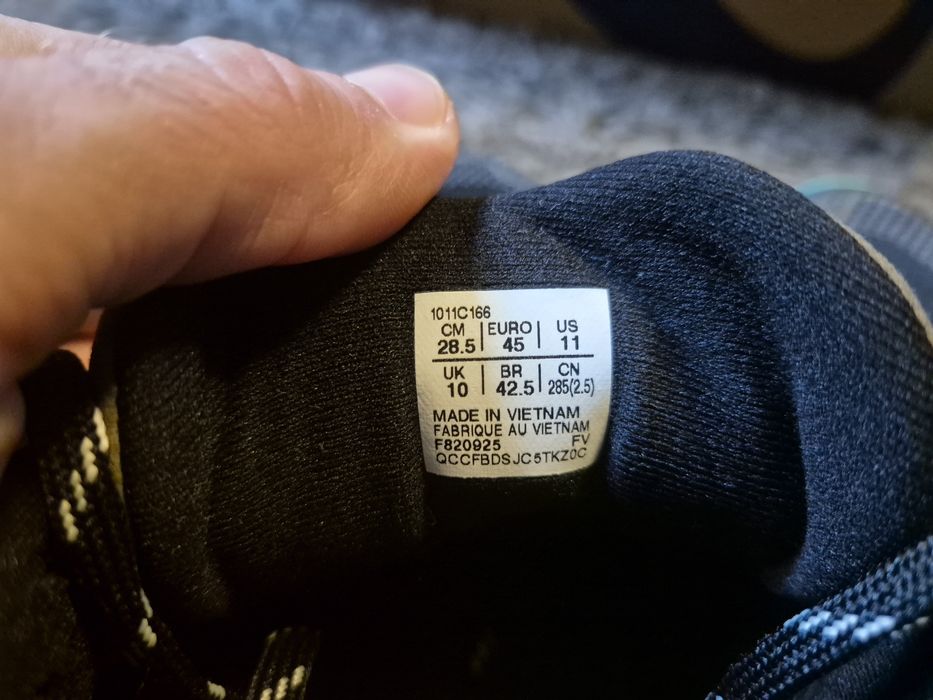 1011C166
CM | EURO | US
28.5 | 45 | 11
UK | BR | CN
10 | 42.5 | 285(2.5)
MADE IN VIETNAM
FABRIQUE AU VIETNAM
F820925 FV
QCCFBDSJC5TKZ0C